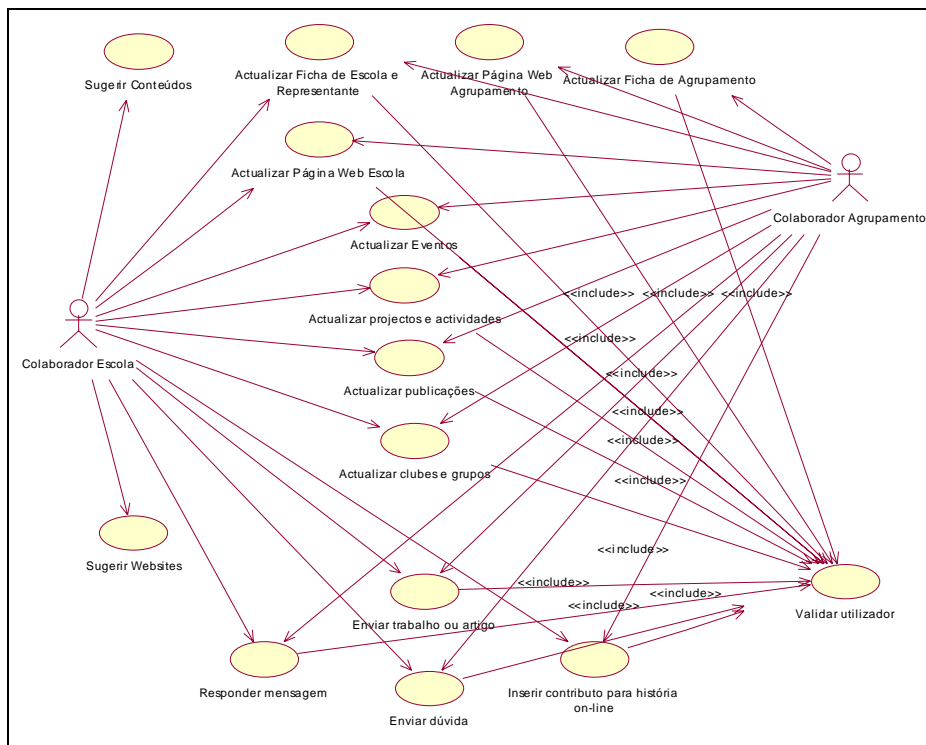 Sugerir Conteúdos
Actualizar Ficha de Escola e
Representante
Actualizar Página Web
Agrupamento
Actualizar Ficha de Agrupamento
Actualizar Página Web Escola
Colaborador Agrupamento
Actualizar Eventos
<<include>>
<<include>>
<<include>>
Actualizar projectos e actividades
<<include>>
Colaborador Escola
<<include>>
Actualizar publicações
<<include>>
<<include>>
Actualizar clubes e grupos
<<include>>
<<include>>
Sugerir Websites
<<include>>
<<include>>
<<include>>
Validar utilizador
Enviar trabalho ou artigo
Responder mensagem
Inserir contributo para história
on-line
Enviar dúvida